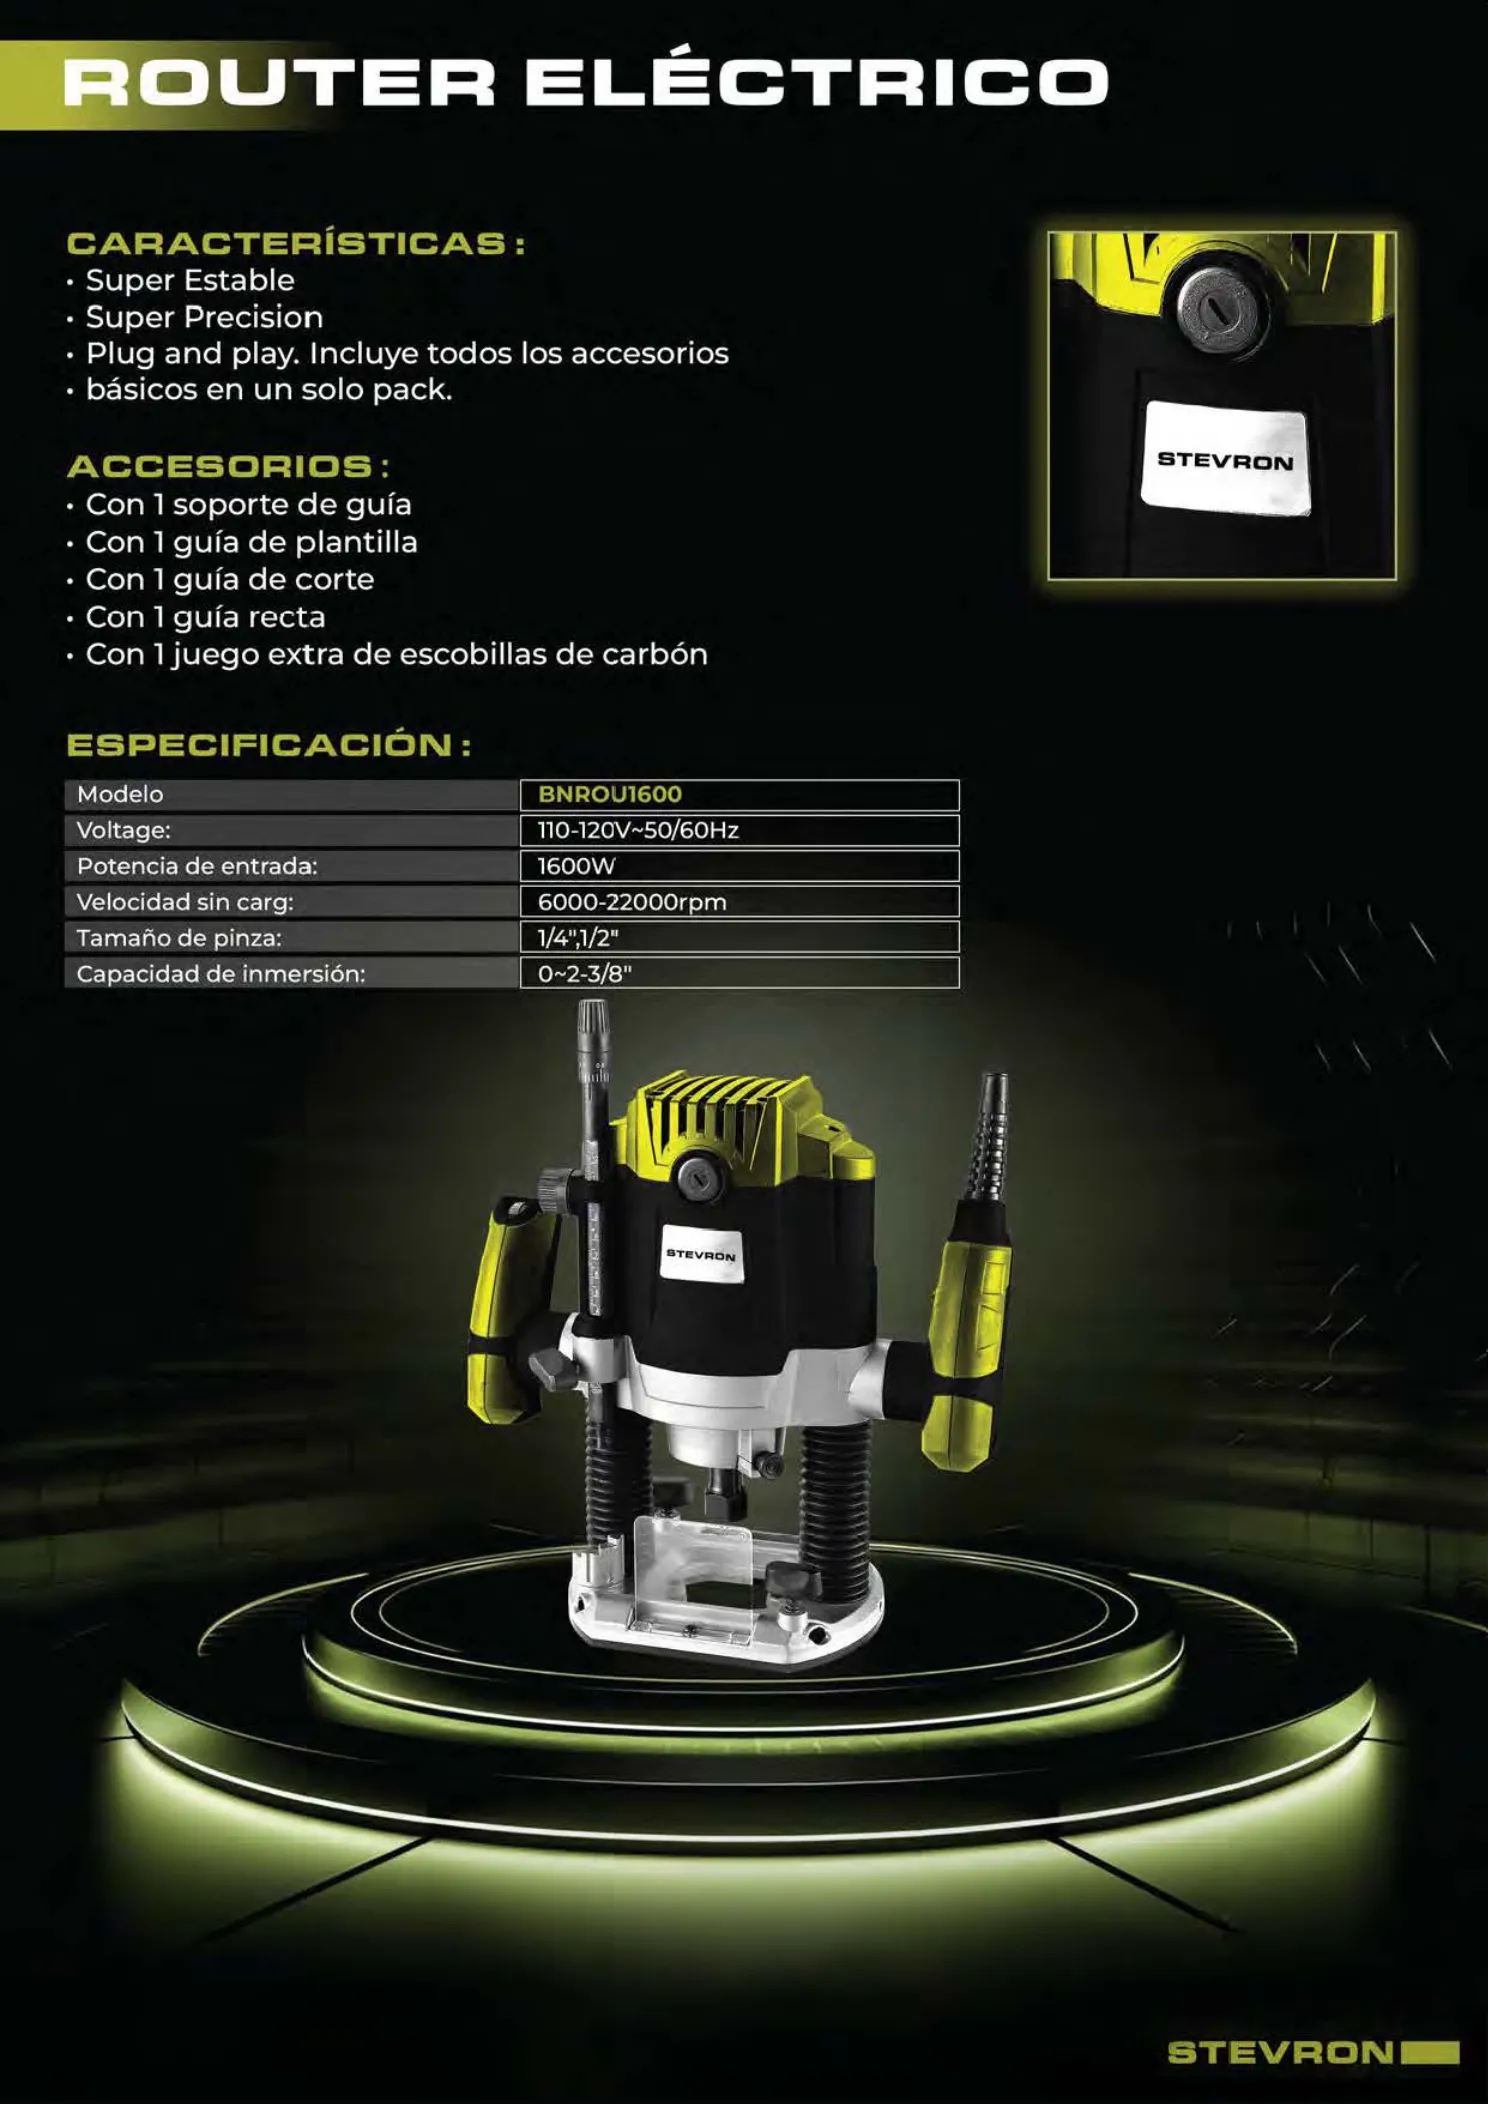 ROUTER ELÉCTRICO
CARACTERÍSTICAS:
• Super Estable
• Super Precision
• Plug and play. Incluye todos los accesorios
• básicos en un solo pack.
STEVRON
ACCESORIOS:
• Con 1 soporte de guía
• Con 1 guía de plantilla
• Con 1 guía de corte
• Con 1 guía recta
• Con 1 juego extra de escobillas de carbón
ESPECIFICACIÓN:
Modelo BNROU1600
Voltage: 110-120V~50/60Hz
Potencia de entrada: 1600W
Velocidad sin carg: 6000-22000rpm
Tamaño de pinza: 1/4",1/2"
Capacidad de inmersión: 0~2-3/8"
STEVRON
STEVRON